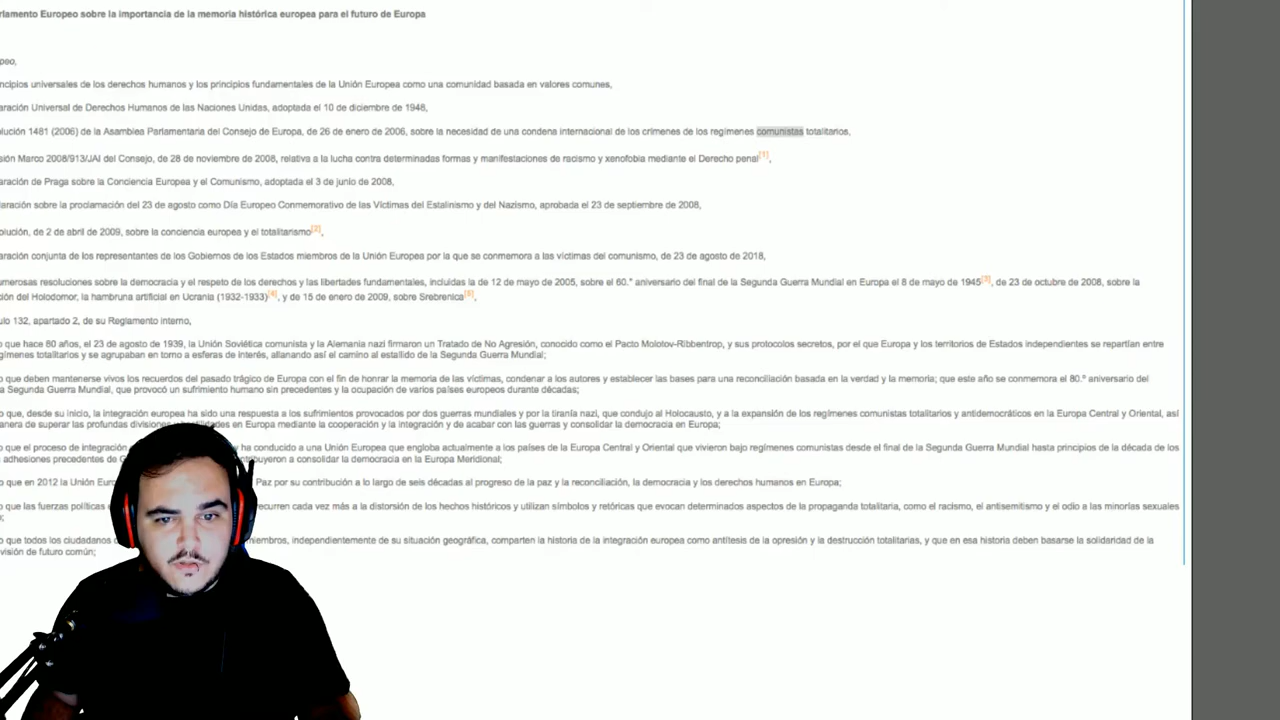 rlamento Europeo sobre la importancia de la memoria histórica europea para el futuro de Europa
peo,
ncipios universales de los derechos humanos y los principios fundamentales de la Unión Europea como una comunidad basada en valores comunes,
aración Universal de Derechos Humanos de las Naciones Unidas, adoptada el 10 de diciembre de 1948,
olución 1481 (2006) de la Asamblea Parlamentaria del Consejo de Europa, de 26 de enero de 2006, sobre la necesidad de una condena internacional de los crímenes de los regímenes comunistas totalitarios,
sión Marco 2008/913/JAI del Consejo, de 28 de noviembre de 2008, relativa a la lucha contra determinadas formas y manifestaciones de racismo y xenofobia mediante el Derecho penal[1],
aración de Praga sobre la Conciencia Europea y el Comunismo, adoptada el 3 de junio de 2008,
laración sobre la proclamación del 23 de agosto como Día Europeo Conmemorativo de las Víctimas del Estalinismo y del Nazismo, aprobada el 23 de septiembre de 2008,
olución, de 2 de abril de 2009, sobre la conciencia europea y el totalitarismo[2],
aración conjunta de los representantes de los Gobiernos de los Estados miembros de la Unión Europea por la que se conmemora a las víctimas del comunismo, de 23 de agosto de 2018,
umerosas resoluciones sobre la democracia y el respeto de los derechos y las libertades fundamentales, incluidas la de 12 de mayo de 2005, sobre el 60.º aniversario del final de la Segunda Guerra Mundial en Europa el 8 de mayo de 1945[3], de 23 de octubre de 2008, sobre la
ción del Holodomor, la hambruna artificial en Ucrania (1932-1933)[4], y de 15 de enero de 2009, sobre Srebrenica[5],
ulo 132, apartado 2, de su Reglamento interno,
o que hace 80 años, el 23 de agosto de 1939, la Unión Soviética comunista y la Alemania nazi firmaron un Tratado de No Agresión, conocido como el Pacto Molotov-Ribbentrop, y sus protocolos secretos, por el que Europa y los territorios de Estados independientes se repartían entre
gímenes totalitarios y se agrupaban en torno a esferas de interés, allanando así el camino al estallido de la Segunda Guerra Mundial;
o que deben mantenerse vivos los recuerdos del pasado trágico de Europa con el fin de honrar la memoria de las víctimas, condenar a los autores y establecer las bases para una reconciliación basada en la verdad y la memoria; que este año se conmemora el 80.º aniversario del
a Segunda Guerra Mundial, que provocó un sufrimiento humano sin precedentes y la ocupación de varios países europeos durante décadas;
o que, desde su inicio, la integración europea ha sido una respuesta a los sufrimientos provocados por dos guerras mundiales y por la tiranía nazi, que condujo al Holocausto, y a la expansión de los regímenes comunistas totalitarios y antidemocráticos en la Europa Central y Oriental, así
anera de superar las profundas divisiones y hostilidades en Europa mediante la cooperación y la integración y de acabar con las guerras y consolidar la democracia en Europa;
o que el proceso de integración y ha conducido a una Unión Europea que engloba actualmente a los países de la Europa Central y Oriental que vivieron bajo regímenes comunistas desde el final de la Segunda Guerra Mundial hasta principios de la década de los
adhesiones precedentes de G ntribuyeron a consolidar la democracia en la Europa Meridional;
o que en 2012 la Unión Euro Paz por su contribución a lo largo de seis décadas al progreso de la paz y la reconciliación, la democracia y los derechos humanos en Europa;
o que las fuerzas políticas e recurren cada vez más a la distorsión de los hechos históricos y utilizan símbolos y retóricas que evocan determinados aspectos de la propaganda totalitaria, como el racismo, el antisemitismo y el odio a las minorías sexuales
o que todos los ciudadanos miembros, independientemente de su situación geográfica, comparten la historia de la integración europea como antítesis de la opresión y la destrucción totalitarias, y que en esa historia deben basarse la solidaridad de la
visión de futuro común;